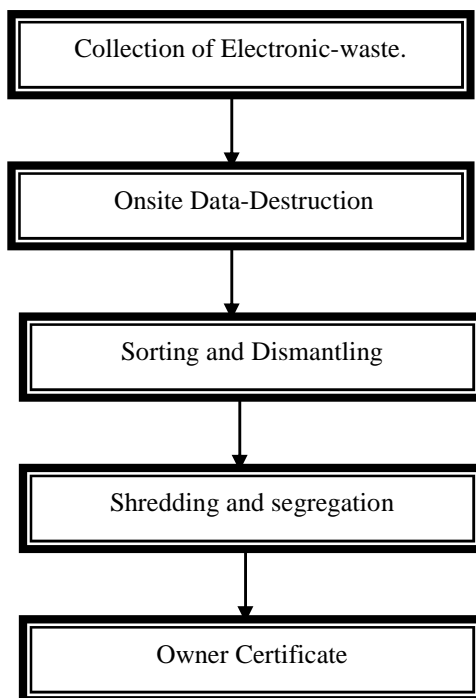 Collection of Electronic-waste.
Onsite Data-Destruction
Sorting and Dismantling
Shredding and segregation
Owner Certificate